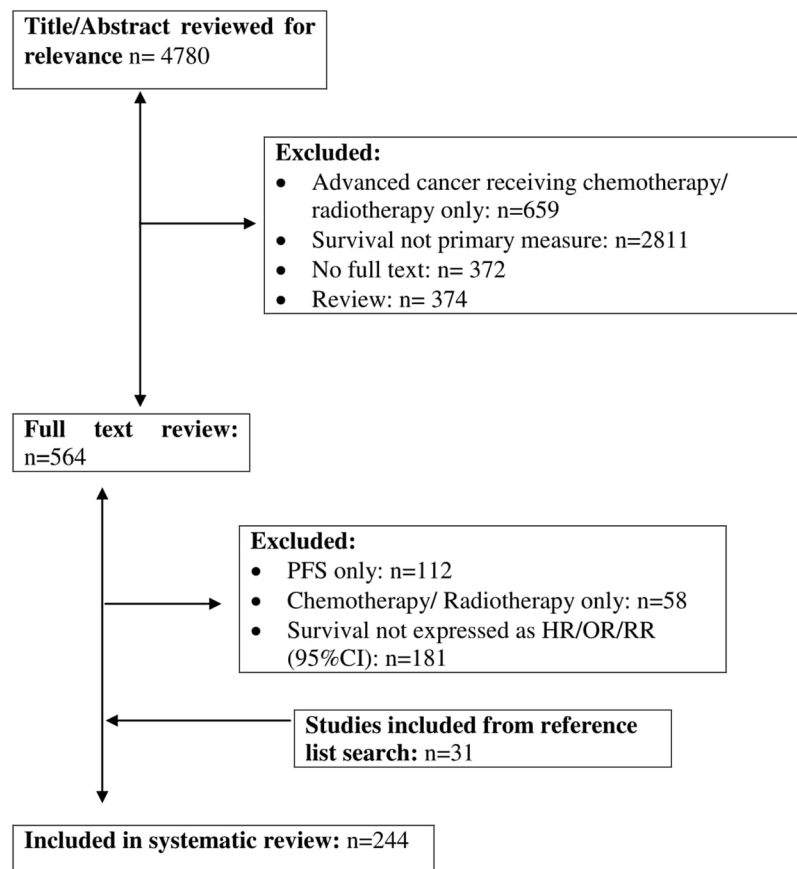 Title/Abstract reviewed for
relevance n= 4780
Excluded:
• Advanced cancer receiving chemotherapy/
radiotherapy only: n=659
• Survival not primary measure: n=2811
• No full text: n= 372
• Review: n= 374
Full text review:
n=564
Excluded:
• PFS only: n=112
• Chemotherapy/ Radiotherapy only: n=58
• Survival not expressed as HR/OR/RR
(95%CI): n=181
Studies included from reference
list search: n=31
Included in systematic review: n=244